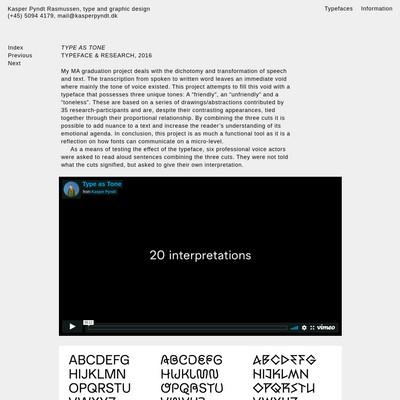 Kasper Pyndt Rasmussen, type and graphic design
(+45) 5094 4179, mail@kasperpyndt.dk
Typefaces Information
Index
Previous
Next
TYPE AS TONE
TYPEFACE & RESEARCH, 2016
My MA graduation project deals with the dichotomy and transformation of speech
and text. The transcription from spoken to written word leaves an immediate void
where mainly the tone of voice existed. This project attempts to fill this void with a
typeface that possesses three unique tones: A “friendly”, an “unfriendly” and a
“toneless”. These are based on a series of drawings/abstractions contributed by
35 research-participants and are, despite their contrasting appearances, tied
together through their proportional relationship. By combining the three cuts it is
possible to add nuance to a text and increase the reader’s understanding of its
emotional agenda. In conclusion, this project is as much a functional tool as it is a
reflection on how fonts can communicate on a micro-level.
As a means of testing the effect of the typeface, six professional voice actors
were asked to read aloud sentences combining the three cuts. They were not told
what the cuts signified, but asked to give their own interpretation.
Type as Tone
from Kasper Pyndt
20 interpretations
vimeo
ABCDEFG ABCDEFG ABCDEFG
HIJKLMN HIJKLMN HIJKLMN
OPQRSTU OPQRSTU OPQRSTU